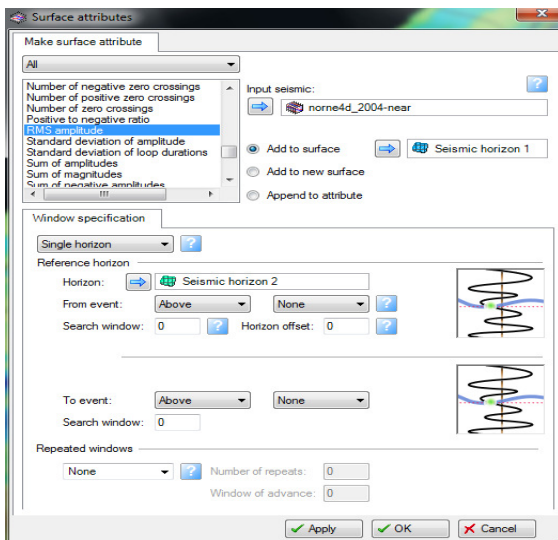 Surface attributes
Make surface attribute
All
Number of negative zero crossings
Number of positive zero crossings
Number of zero crossings
Positive to negative ratio
RMS amplitude
Standard deviation of amplitude
Standard deviation of loop durations
Sum of amplitudes
Sum of magnitudes
Sum of negative amplitudes
Input seismic:
?
norne4d_2004-near
Add to surface
Seismic horizon 1
Add to new surface
Append to attribute
Window specification
Single horizon ?
Reference horizon
Horizon: Seismic horizon 2
From event: Above None ?
Search window: 0 ? Horizon offset: 0 ?
To event: Above None
Search window: 0
Repeated windows
None ? Number of repeats: 0
Window of advance: 0
Apply OK Cancel